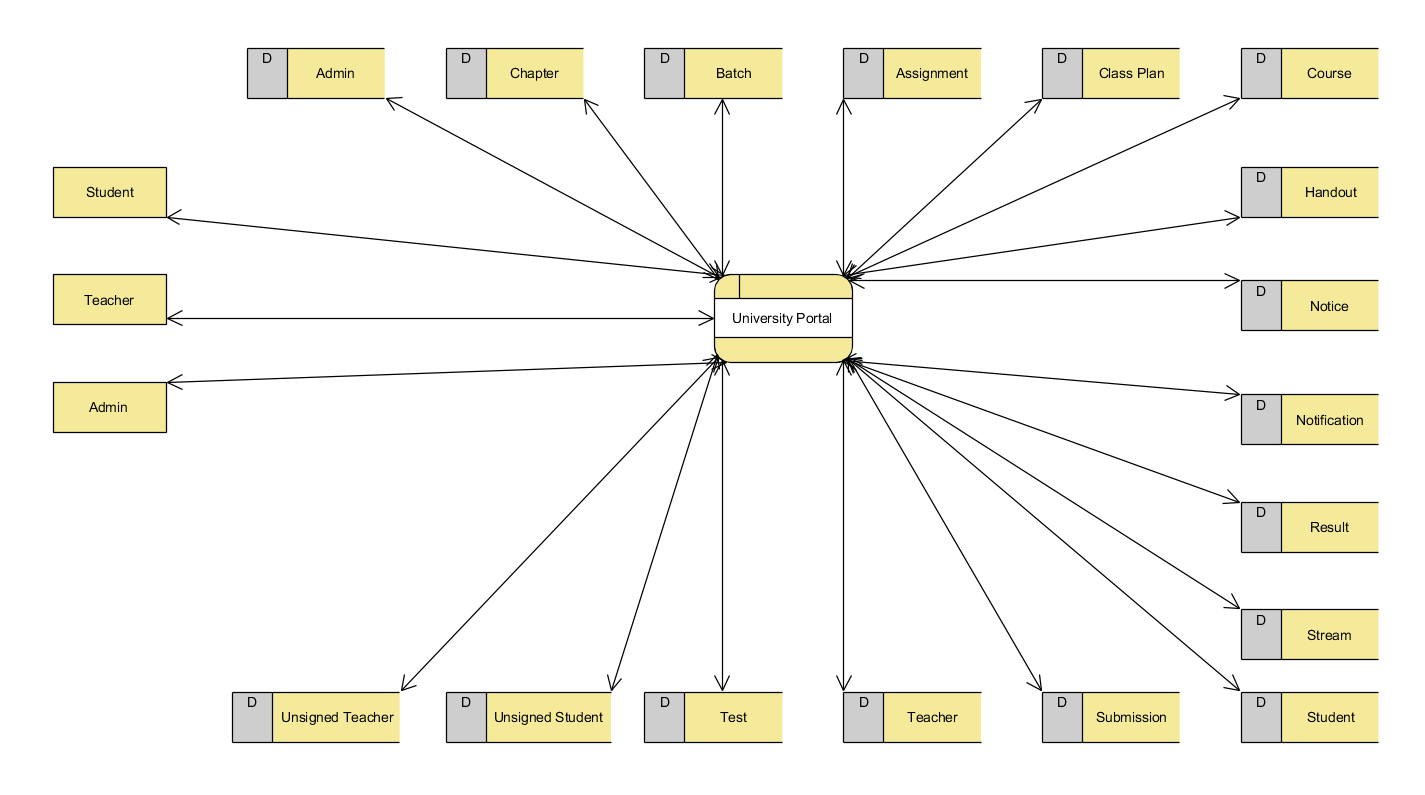 D
Admin
D
Chapter
D
Batch
D
Assignment
D
Class Plan
D
Course
Student
D
Handout
Teacher
D
Notice
University Portal
Admin
D
Notification
D
Result
D
Stream
D
Unsigned Teacher
D
Unsigned Student
D
Test
D
Teacher
D
Submission
D
Student